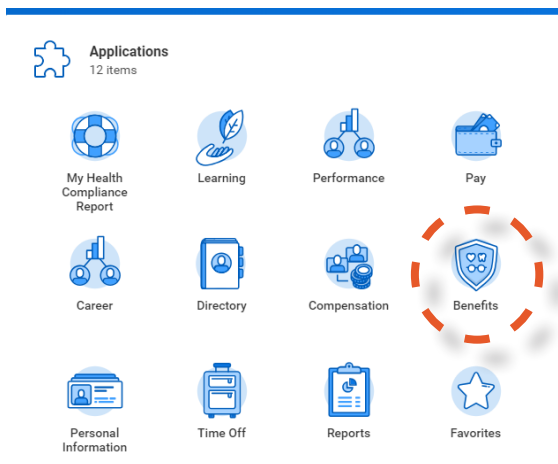 Applications
12 items
My Health
Compliance
Report
Learning
Performance
Pay
Career
Directory
Compensation
Benefits
Personal
Information
Time Off
Reports
Favorites